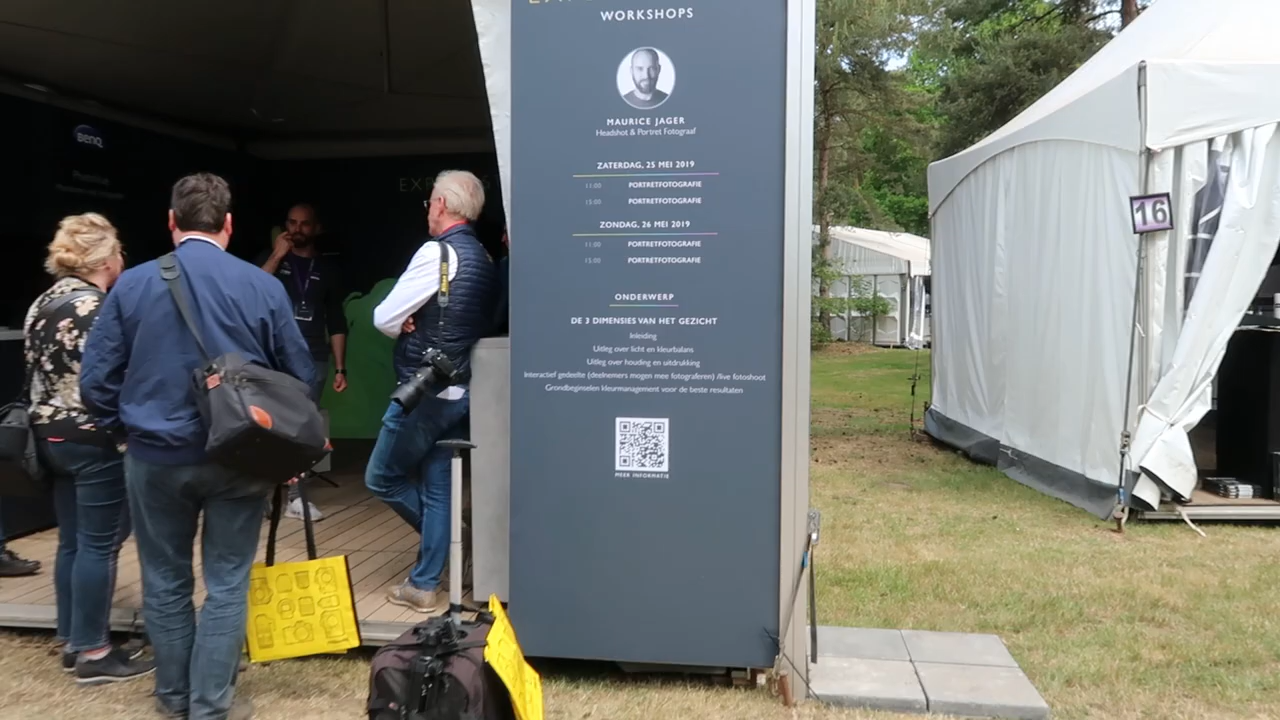 WORKSHOPS
MAURICE JAGER
Headshot & Portret Fotograaf
ZATERDAG, 25 MEI 2019
11:00 PORTRETFOTOGRAFIE
15:00 PORTRETFOTOGRAFIE
ZONDAG, 26 MEI 2019
11:00 PORTRETFOTOGRAFIE
15:00 PORTRETFOTOGRAFIE
ONDERWERP
DE 3 DIMENSIES VAN HET GEZICHT
Inleiding
Uitleg over licht en kleurbalans
Uitleg over houding en uitdrukking
Interactief gedeelte (deelnemers mogen mee fotograferen) /live fotoshoot
Grondbeginselen kleurmanagement voor de beste resultaten
MEER INFORMATIE
BenQ
16